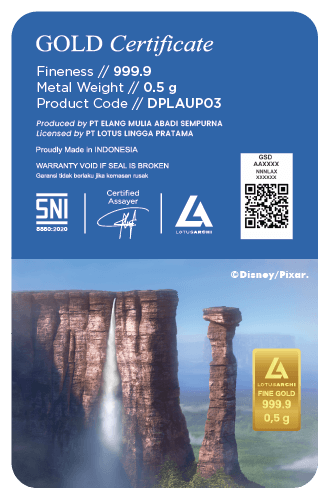 GOLD Certificate
Fineness // 999.9
Metal Weight // 0.5 g
Product Code // DPLAUP03
Produced by PT ELANG MULIA ABADI SEMPURNA
Licensed by PT LOTUS LINGGA PRATAMA
Proudly Made in INDONESIA
WARRANTY VOID IF SEAL IS BROKEN
Garansi tidak berlaku jika kemasan rusak
GSD
AAXXXX
NNNLAX
XXXXXX
SNI
8880:2020
Certified
Assayer
LOTUSARCHI
©Disney/Pixar.
LOTUSARCHI
FINE GOLD
999.9
0,5 g